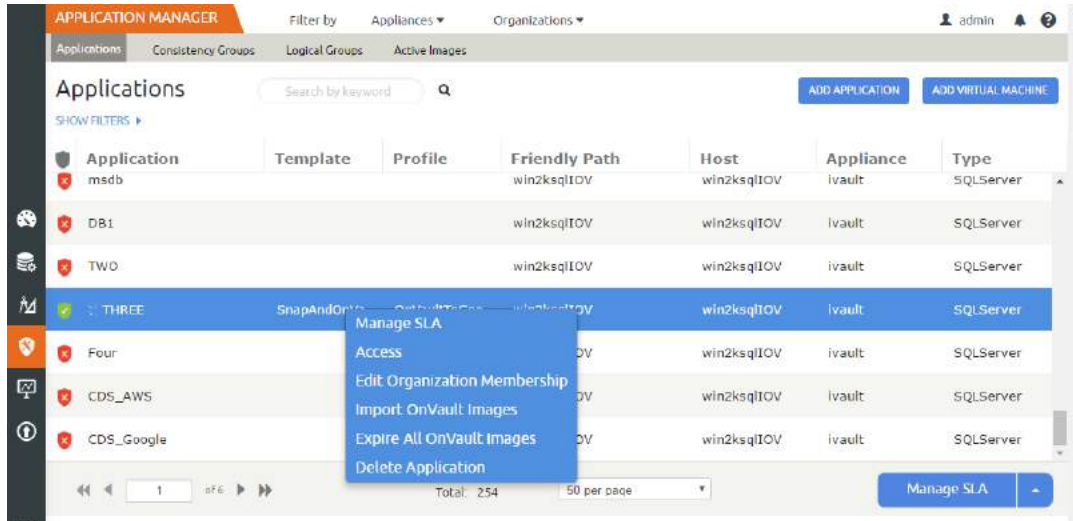 APPLICATION MANAGER Filter by Appliances ▾ Organizations ▾ admin
Applications Consistency Groups Logical Groups Active Images
Applications Search by keyword ADD APPLICATION ADD VIRTUAL MACHINE
SHOW FILTERS
Application Template Profile Friendly Path Host Appliance Type
msdb win2ksqlIOV win2ksqlIOV ivault SQLServer
DB1 win2ksqlIOV win2ksqlIOV ivault SQLServer
TWO win2ksqlIOV win2ksqlIOV ivault SQLServer
THREE win2ksqlIOV ivault SQLServer
Manage SLA
Access
Four OV win2ksqlIOV ivault SQLServer
Edit Organization Membership
CDS_AWS OV win2ksqlIOV ivault SQLServer
Import OnVault Images
Expire All OnVault Images
CDS_Google OV win2ksqlIOV ivault SQLServer
Delete Application
1 of 6 Total: 254 50 per page Manage SLA